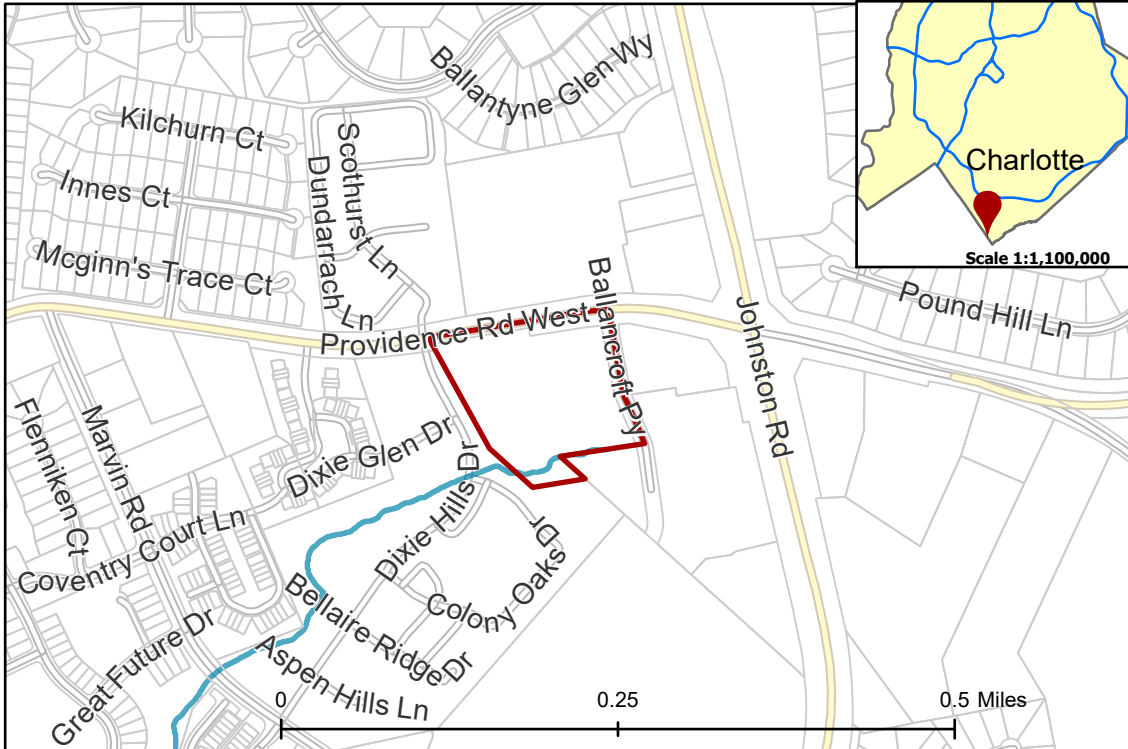 Ballantyne Glen Wy
Kilchurn Ct
Scothurst Ln
Charlotte
Innes Ct
Dundarrach Ln
Scale 1:1,100,000
Mcginn's Trace Ct
Ballancroft Py
Pound Hill Ln
Providence Rd West
Johnston Rd
Flenniken Ct
Marvin Rd
Dixie Glen Dr
Dixie Hills Dr
Coventry Court Ln
Colony Oaks Dr
Bellaire Ridge Dr
Great Future Dr
Aspen Hills Ln
0 0.25 0.5 Miles